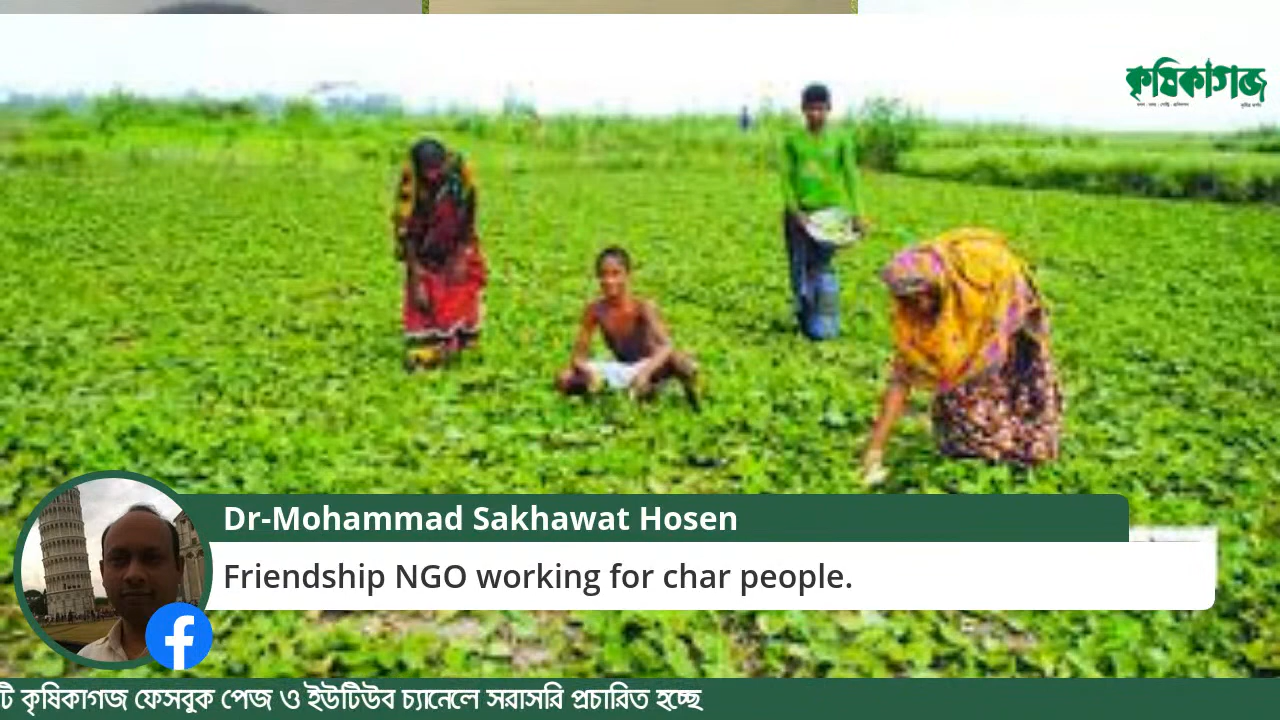 কৃষিকাগজ
Dr-Mohammad Sakhawat Hosen
Friendship NGO working for char people.
টি কৃষিকাগজ ফেসবুক পেজ ও ইউটিউব চ্যানেলে সরাসরি প্রচারিত হচ্ছে